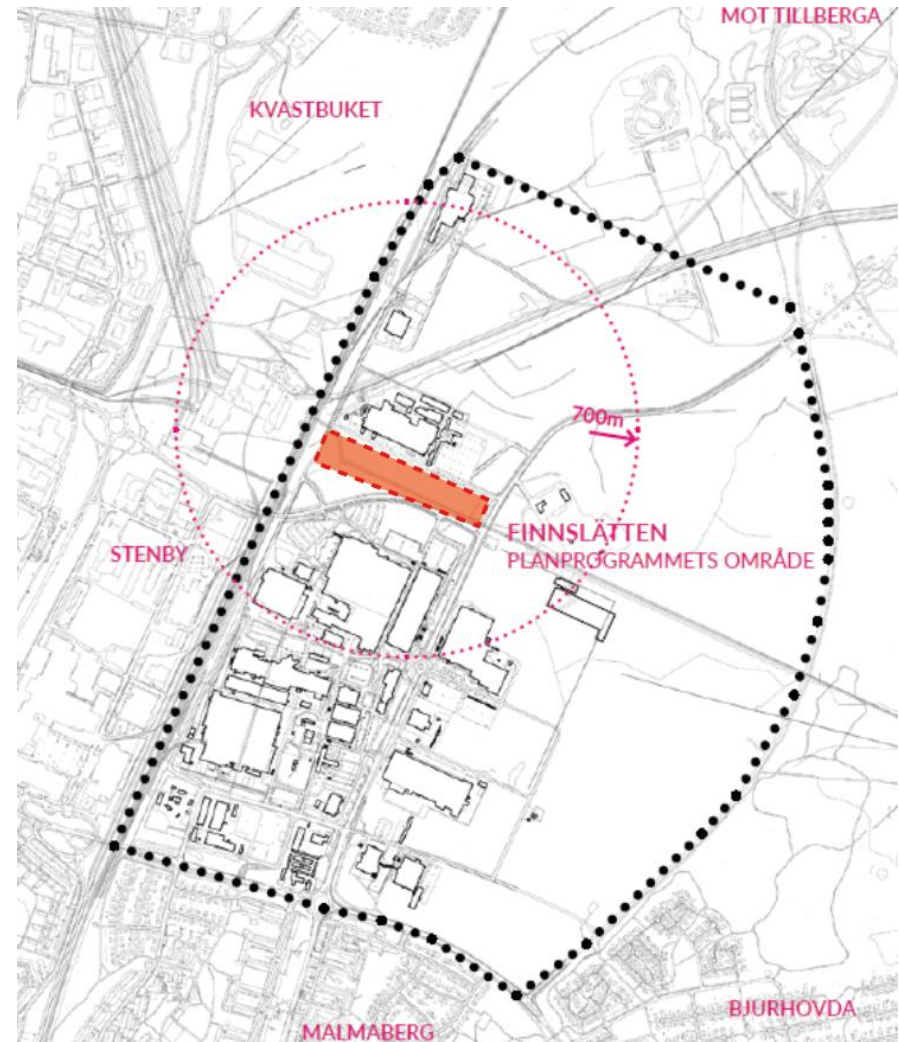 MOT TILLBERGA
KVASTBUKET
700m
FINNSLÄTTEN
PLANPROGRAMMETS OMRÅDE
STENBY
BJURHOVDA
MALMABERG